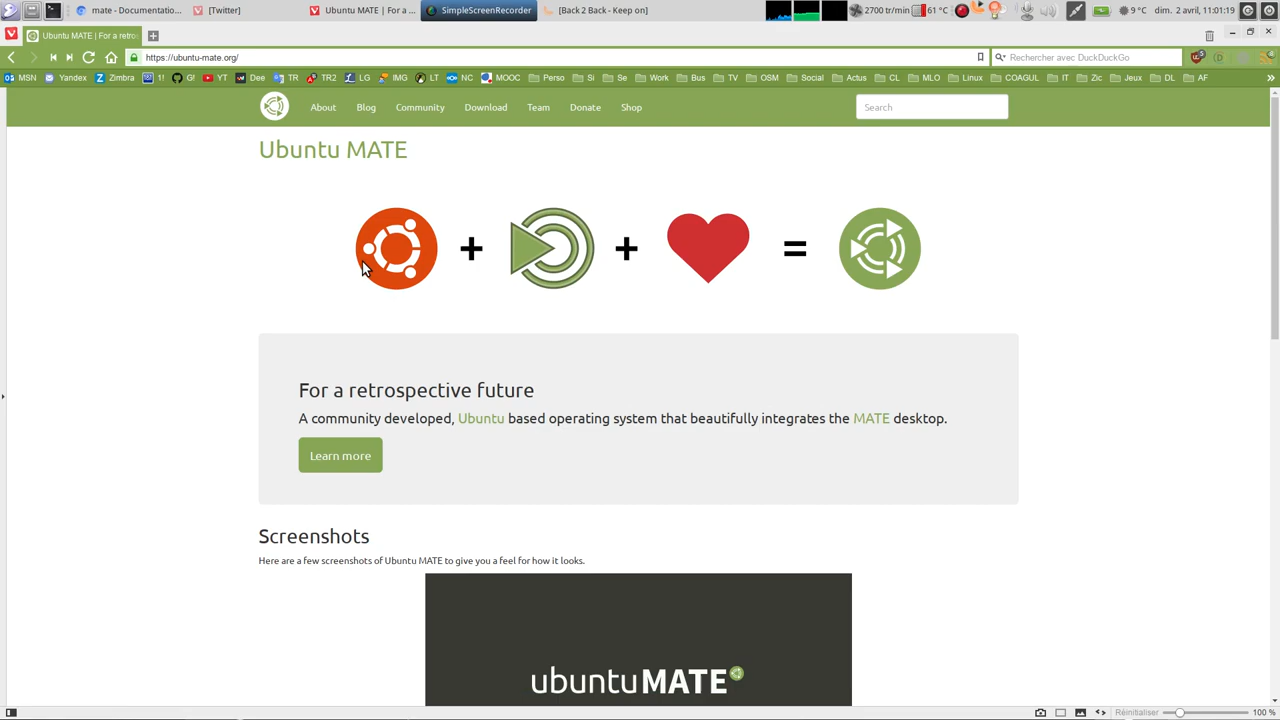 mate - Documentatio...
[Twitter]
Ubuntu MATE | For a ...
SimpleScreenRecorder
[Back 2 Back - Keep on]
2700 tr/min
61 °C
9 °C
dim. 2 avril, 11:01:19
Ubuntu MATE | For a retros
https://ubuntu-mate.org/
Rechercher avec DuckDuckGo
MSN Yandex Zimbra 1! G! YT Dee TR TR2 LG IMG LT NC MOOC Perso Si Se Work Bus TV OSM Social Actus CL MLO Linux COAGUL IT Zic Jeux DL AF »
About Blog Community Download Team Donate Shop Search
Ubuntu MATE
+ + =
For a retrospective future
A community developed, Ubuntu based operating system that beautifully integrates the MATE desktop.
Learn more
Screenshots
Here are a few screenshots of Ubuntu MATE to give you a feel for how it looks.
ubuntu MATE
Réinitialiser 100 %